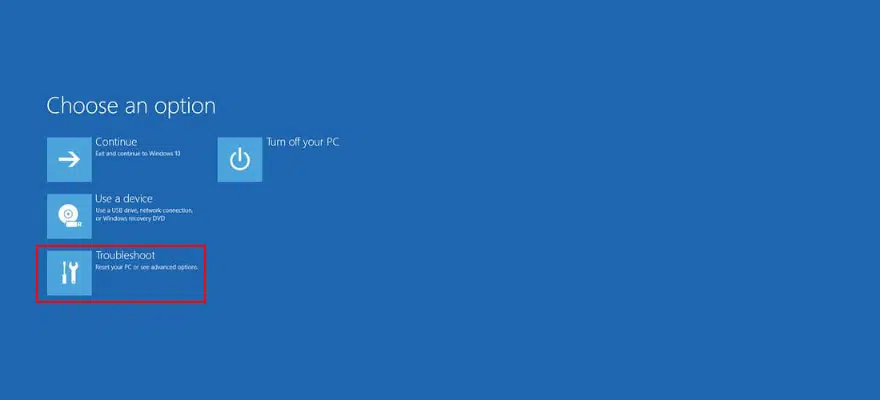 Choose an option
Continue
Exit and continue to Windows 10
Turn off your PC
Use a device
Use a USB drive, network connection,
or Windows recovery DVD
Troubleshoot
Reset your PC or see advanced options